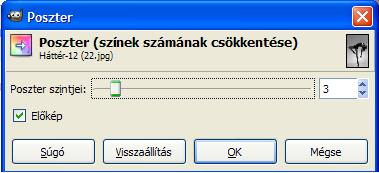 Poszter
Poszter (színek számának csökkentése)
Háttér-12 (22.jpg)
Poszter szintjei:
3
Előkép
Súgó
Visszaállítás
OK
Mégse